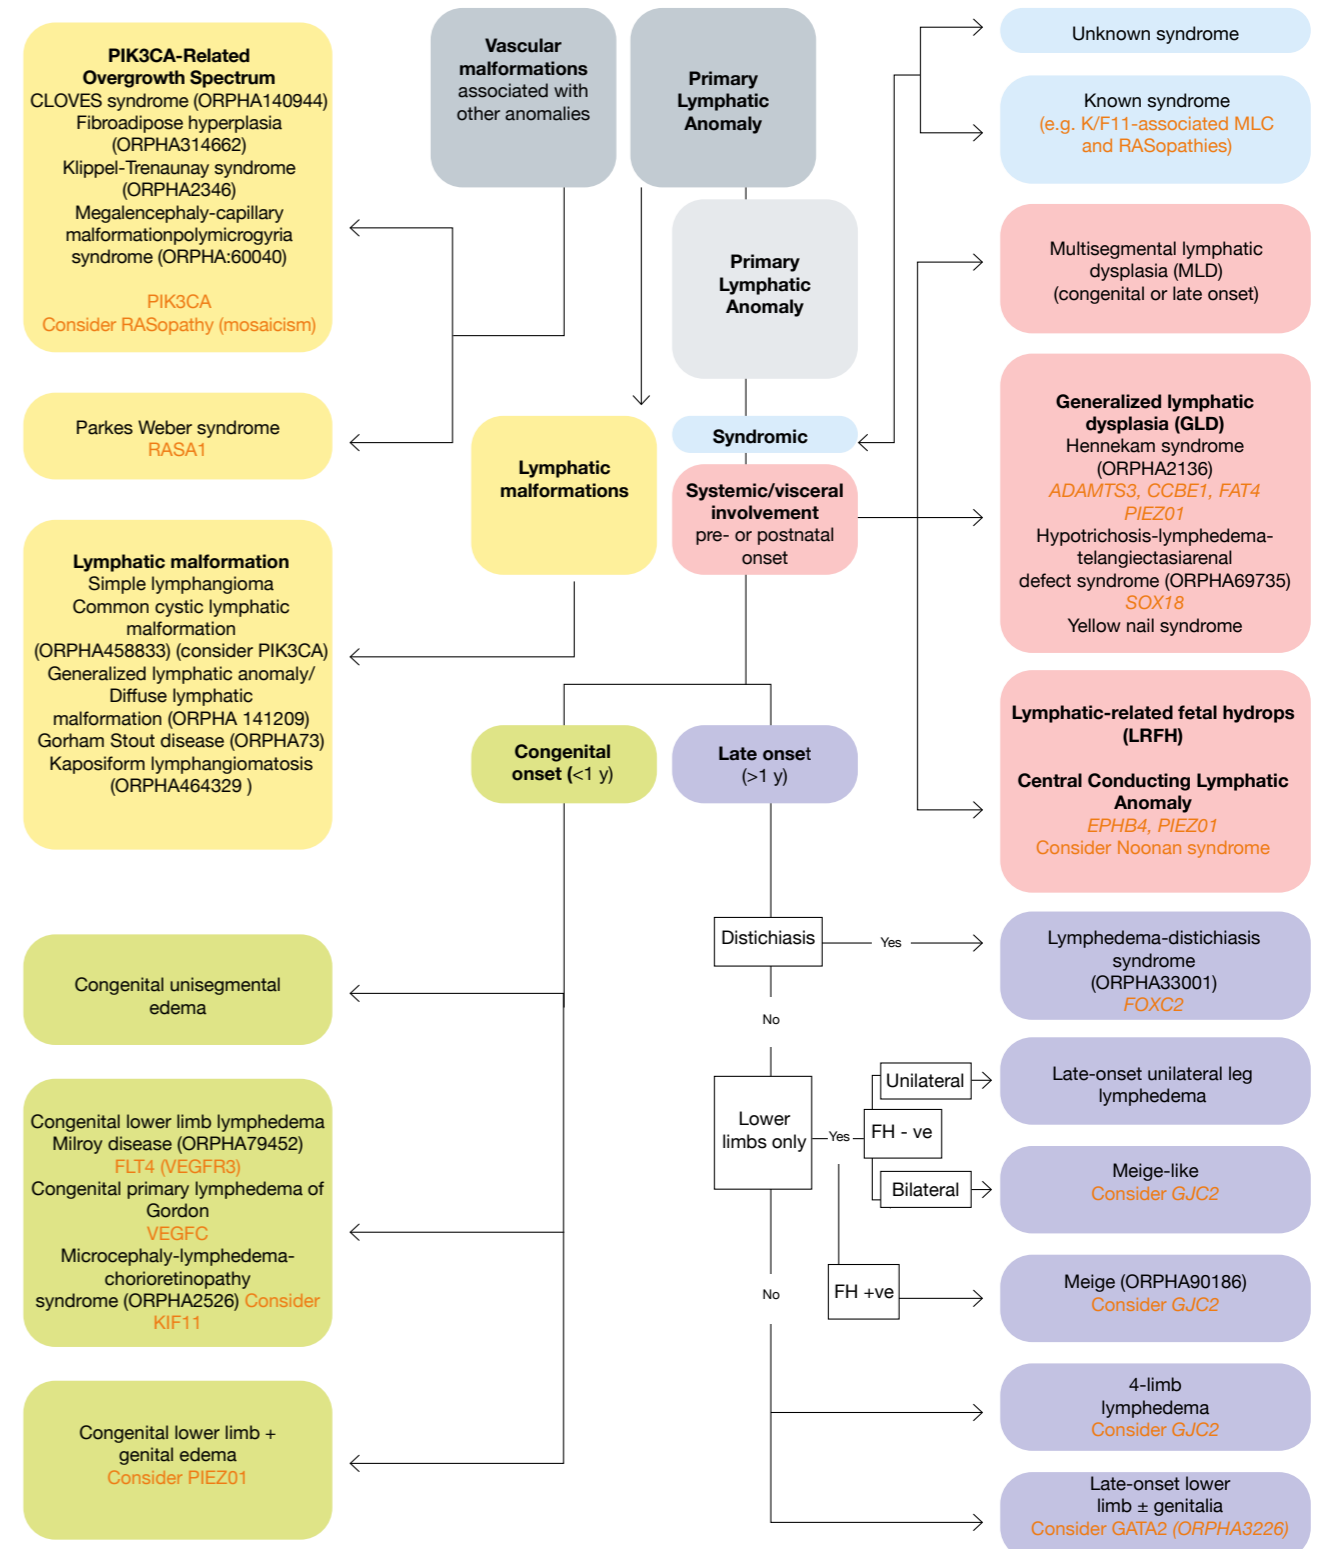 PIK3CA-Related
Overgrowth Spectrum
CLOVES syndrome (ORPHA140944)
Fibroadipose hyperplasia
(ORPHA314662)
Klippel-Trenaunay syndrome
(ORPHA2346)
Megalencephaly-capillary
malformationpolymicrogyria
syndrome (ORPHA:60040)
PIK3CA
Consider RASopathy (mosaicism)
Parkes Weber syndrome
RASA1
Lymphatic malformation
Simple lymphangioma
Common cystic lymphatic
malformation
(ORPHA458833) (consider PIK3CA)
Generalized lymphatic anomaly/
Diffuse lymphatic
malformation (ORPHA 141209)
Gorham Stout disease (ORPHA73)
Kaposiform lymphangiomatosis
(ORPHA464329 )
Congenital unisegmental
edema
Congenital lower limb lymphedema
Milroy disease (ORPHA79452)
FLT4 (VEGFR3)
Congenital primary lymphedema of
Gordon
VEGFC
Microcephaly-lymphedema-
chorioretinopathy
syndrome (ORPHA2526) Consider
KIF11
Congenital lower limb +
genital edema
Consider PIEZ01
Vascular
malformations
associated with
other anomalies
Primary
Lymphatic
Anomaly
Primary
Lymphatic
Anomaly
Syndromic
Lymphatic
malformations
Systemic/visceral
involvement
pre- or postnatal
onset
Congenital
onset (<1 y)
Late onset
(>1 y)
Distichiasis
Yes
No
Lower
limbs only
Yes
FH - ve
Unilateral
Bilateral
FH +ve
No
Unknown syndrome
Known syndrome
(e.g. K/F11-associated MLC
and RASopathies)
Multisegmental lymphatic
dysplasia (MLD)
(congenital or late onset)
Generalized lymphatic
dysplasia (GLD)
Hennekam syndrome
(ORPHA2136)
ADAMTS3, CCBE1, FAT4
PIEZ01
Hypotrichosis-lymphedema-
telangiectasiarenal
defect syndrome (ORPHA69735)
SOX18
Yellow nail syndrome
Lymphatic-related fetal hydrops
(LRFH)
Central Conducting Lymphatic
Anomaly
EPHB4, PIEZ01
Consider Noonan syndrome
Lymphedema-distichiasis
syndrome
(ORPHA33001)
FOXC2
Late-onset unilateral leg
lymphedema
Meige-like
Consider GJC2
Meige (ORPHA90186)
Consider GJC2
4-limb
lymphedema
Consider GJC2
Late-onset lower
limb ± genitalia
Consider GATA2 (ORPHA3226)